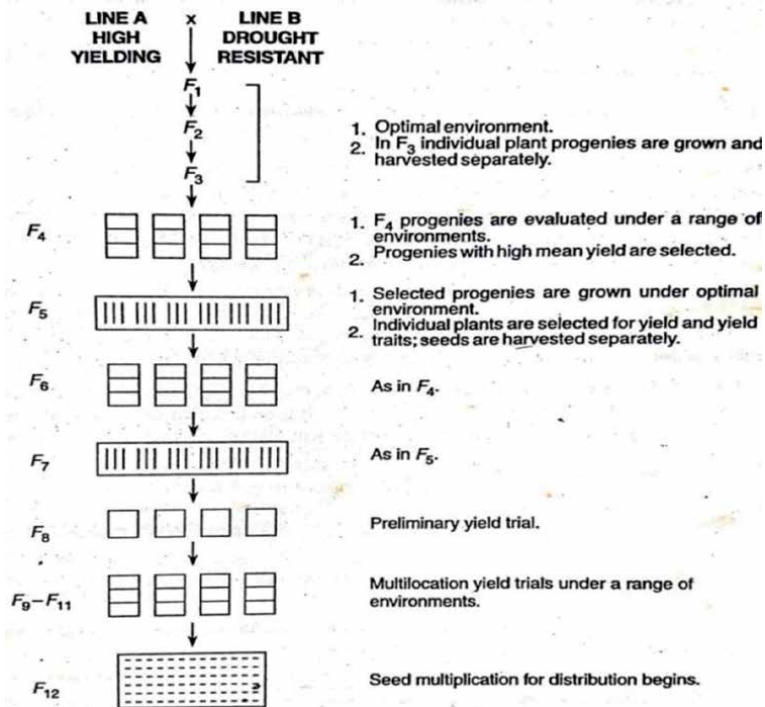 LINE A x LINE B
HIGH DROUGHT
YIELDING RESISTANT
F₁
F₂
F₃
1. Optimal environment.
2. In F₃ individual plant progenies are grown and
harvested separately.
F₄
1. F₄ progenies are evaluated under a range of
environments.
2. Progenies with high mean yield are selected.
F₅
1. Selected progenies are grown under optimal
environment.
2. Individual plants are selected for yield and yield
traits; seeds are harvested separately.
F₆ As in F₄.
F₇ As in F₅.
F₈ Preliminary yield trial.
F₉–F₁₁ Multilocation yield trials under a range of
environments.
F₁₂ Seed multiplication for distribution begins.